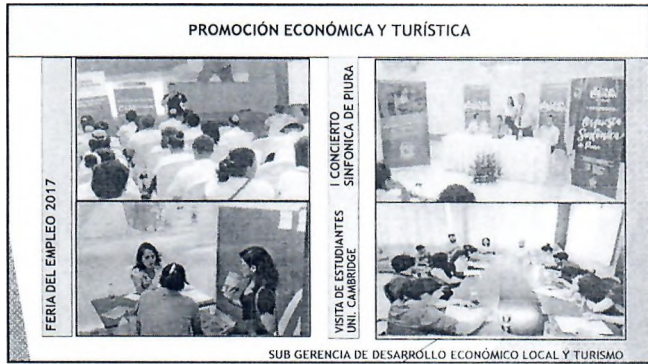 PROMOCIÓN ECONÓMICA Y TURÍSTICA
FERIA DEL EMPLEO 2017
I CONCIERTO
SINFONICA DE PIURA
Orquesta
Sinfónica
VISITA DE ESTUDIANTES
UNI. CAMBRIDGE
SUB GERENCIA DE DESARROLLO ECONÓMICO LOCAL Y TURISMO